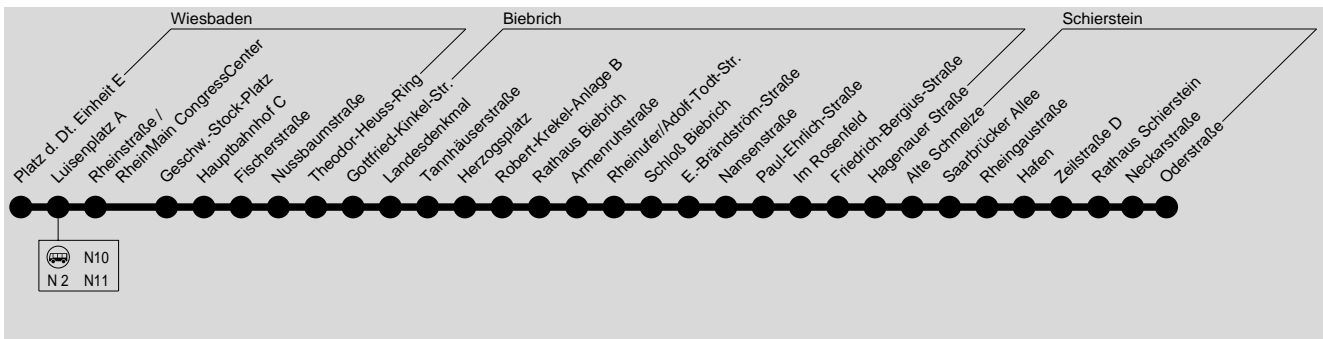 Wiesbaden
Biebrich
Schierstein
Platz d. Dt. Einheit E
Luisenplatz A
Rheinstraße /
RheinMain CongressCenter
Geschw.-Stock-Platz
Hauptbahnhof C
Fischerstraße
Nussbaumstraße
Theodor-Heuss-Ring
Gottfried-Kinkel-Str.
Landesdenkmal
Tannhäuserstraße
Herzogsplatz
Robert-Krekel-Anlage B
Rathaus Biebrich
Armenruhstraße
Rheinufer/Adolf-Todt-Str.
Schloß Biebrich
E.-Brändström-Straße
Nansenstraße
Paul-Ehrlich-Straße
Im Rosenfeld
Friedrich-Bergius-Straße
Hagenauer Straße
Alte Schmelze
Saarbrücker Allee
Rheingaustraße
Hafen
Zeilstraße D
Rathaus Schierstein
Neckarstraße
Oderstraße
N10
N 2 N11